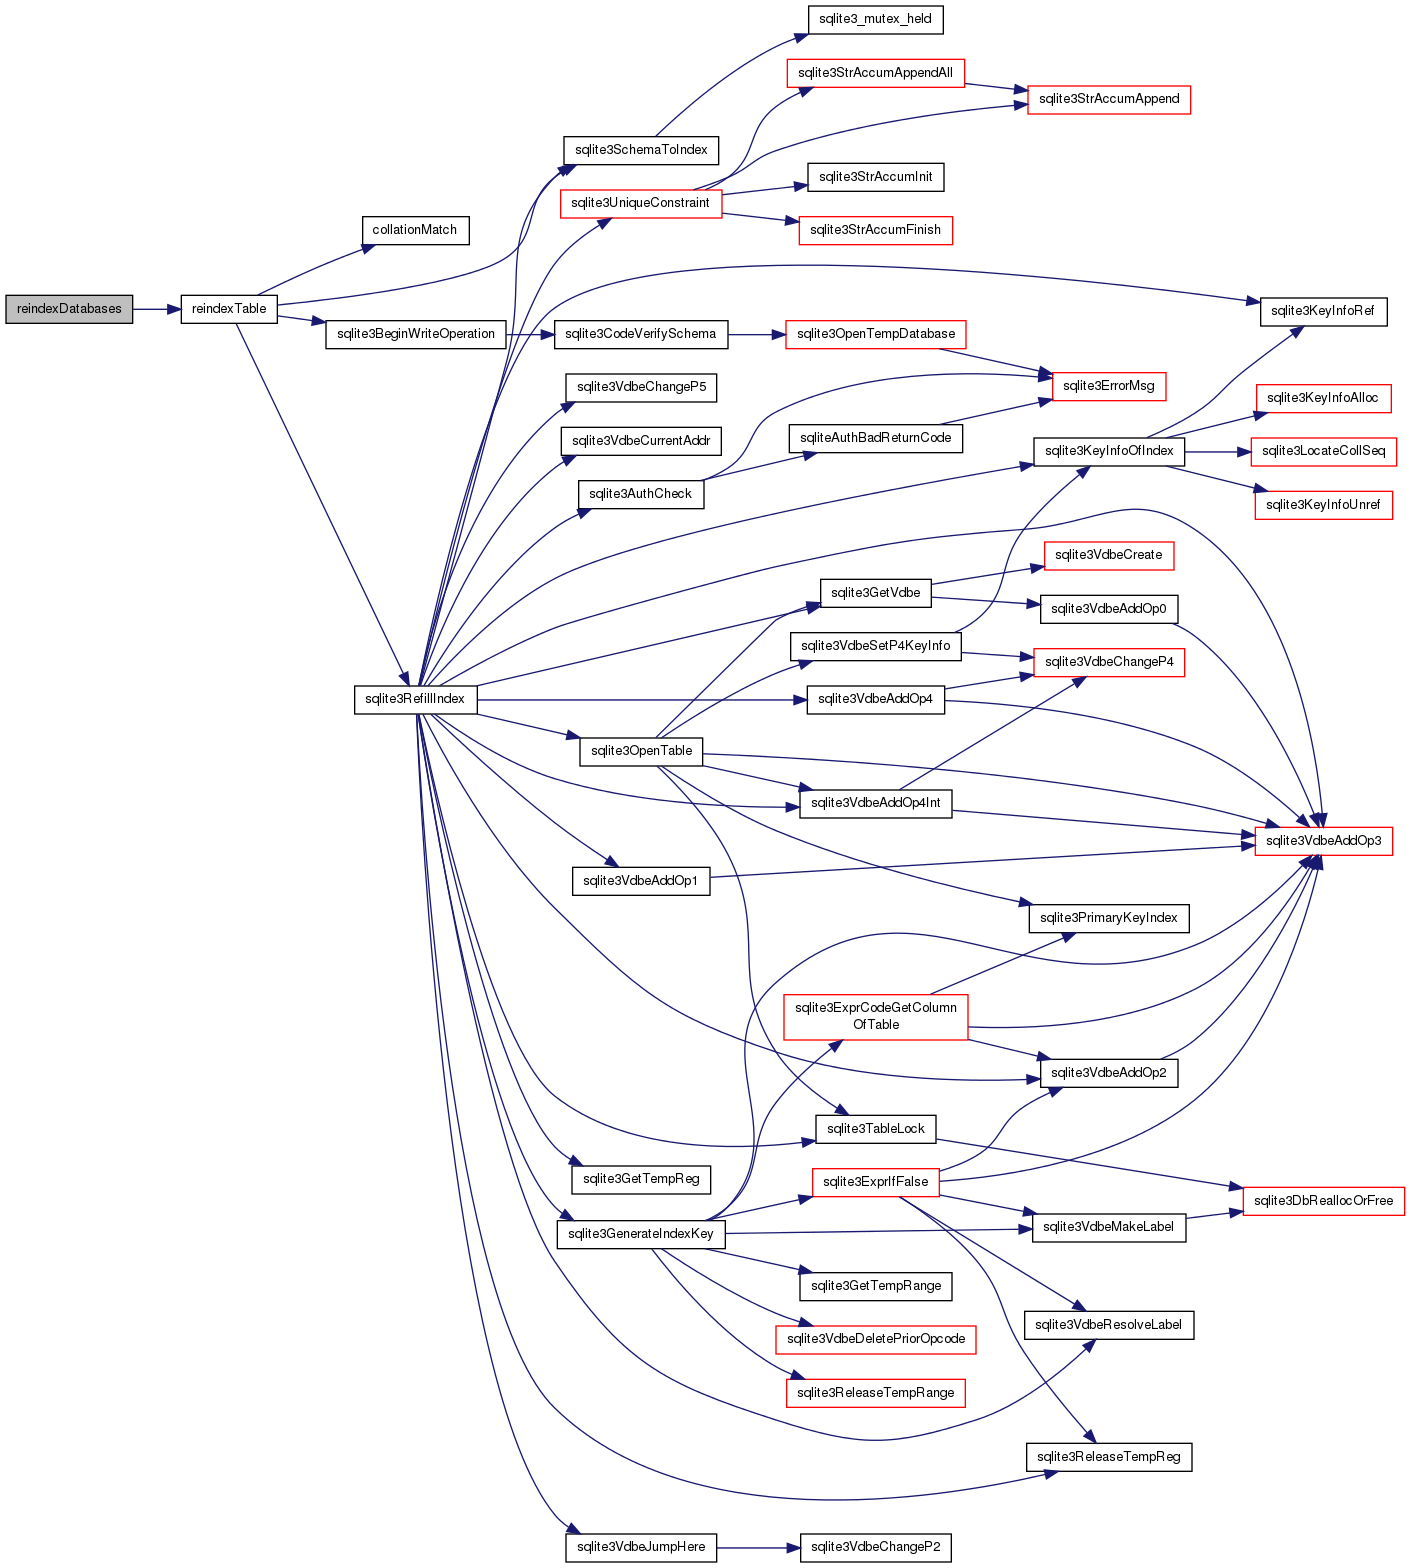 sqlite3_mutex_held
sqlite3StrAccumAppendAll
sqlite3StrAccumAppend
sqlite3SchemaToIndex
sqlite3StrAccumInit
sqlite3UniqueConstraint
collationMatch
sqlite3StrAccumFinish
reindexDatabases
reindexTable
sqlite3KeyInfoRef
sqlite3BeginWriteOperation
sqlite3CodeVerifySchema
sqlite3OpenTempDatabase
sqlite3VdbeChangeP5
sqlite3ErrorMsg
sqlite3KeyInfoAlloc
sqlite3VdbeCurrentAddr
sqliteAuthBadReturnCode
sqlite3KeyInfoOfIndex
sqlite3LocateCollSeq
sqlite3AuthCheck
sqlite3KeyInfoUnref
sqlite3VdbeCreate
sqlite3GetVdbe
sqlite3VdbeAddOp0
sqlite3VdbeSetP4KeyInfo
sqlite3VdbeChangeP4
sqlite3RefillIndex
sqlite3VdbeAddOp4
sqlite3OpenTable
sqlite3VdbeAddOp4Int
sqlite3VdbeAddOp3
sqlite3VdbeAddOp1
sqlite3PrimaryKeyIndex
sqlite3ExprCodeGetColumn
OfTable
sqlite3VdbeAddOp2
sqlite3TableLock
sqlite3GetTempReg
sqlite3ExprIfFalse
sqlite3DbReallocOrFree
sqlite3GenerateIndexKey
sqlite3VdbeMakeLabel
sqlite3GetTempRange
sqlite3VdbeResolveLabel
sqlite3VdbeDeletePriorOpcode
sqlite3ReleaseTempRange
sqlite3ReleaseTempReg
sqlite3VdbeJumpHere
sqlite3VdbeChangeP2